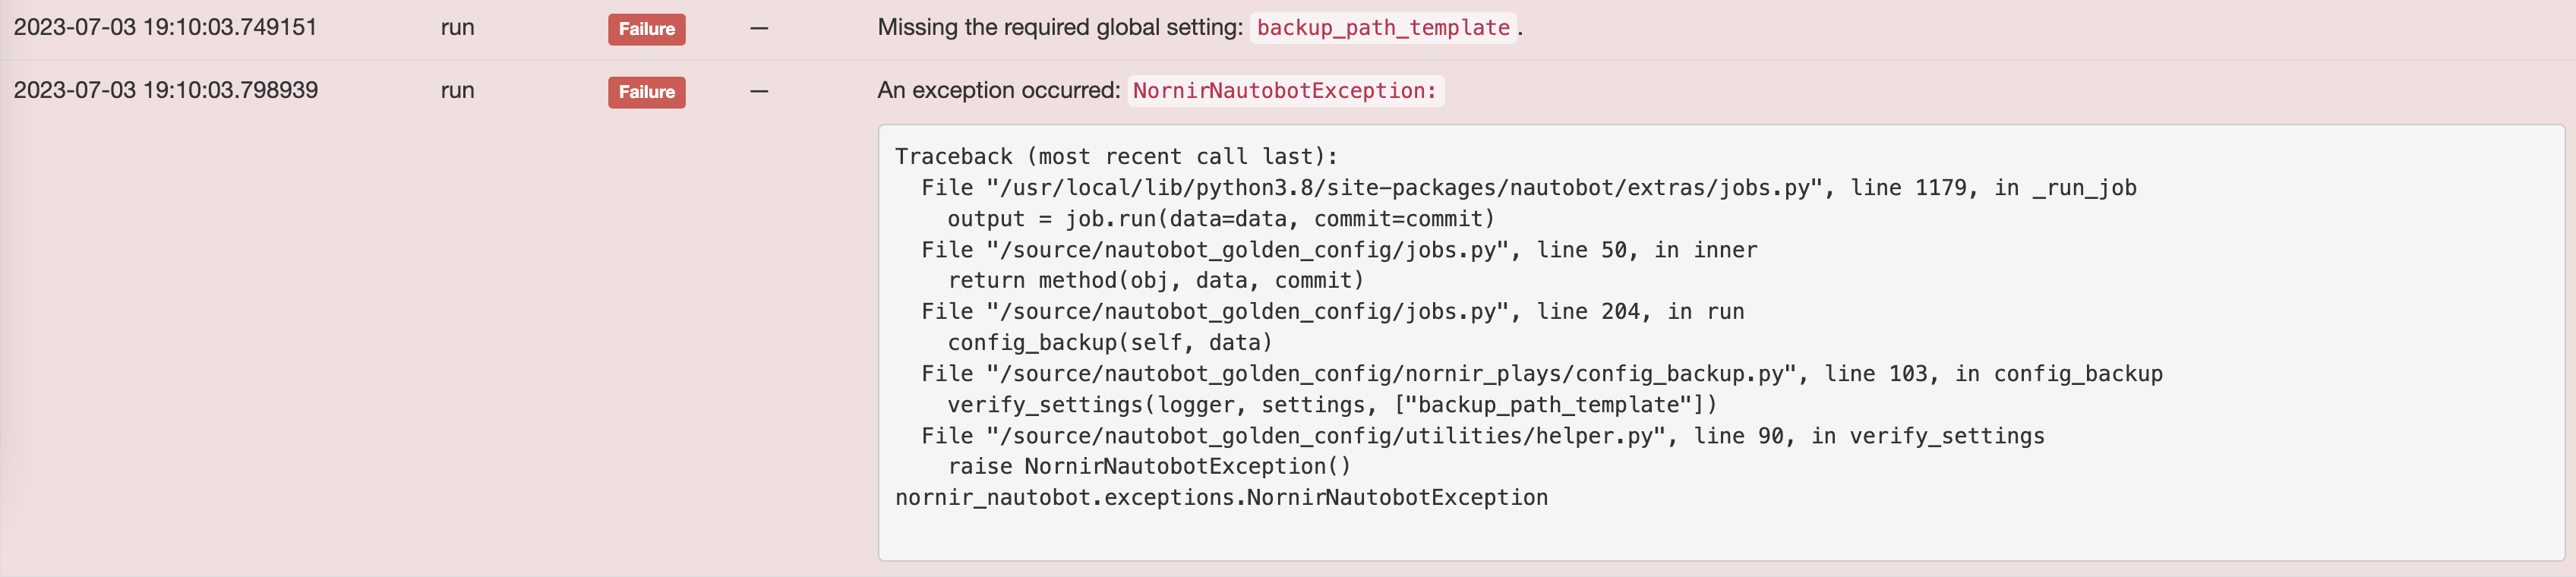 2023-07-03 19:10:03.749151 run Failure — Missing the required global setting: backup_path_template.
2023-07-03 19:10:03.798939 run Failure — An exception occurred: NornirNautobotException:
Traceback (most recent call last):
  File "/usr/local/lib/python3.8/site-packages/nautobot/extras/jobs.py", line 1179, in _run_job
    output = job.run(data=data, commit=commit)
  File "/source/nautobot_golden_config/jobs.py", line 50, in inner
    return method(obj, data, commit)
  File "/source/nautobot_golden_config/jobs.py", line 204, in run
    config_backup(self, data)
  File "/source/nautobot_golden_config/nornir_plays/config_backup.py", line 103, in config_backup
    verify_settings(logger, settings, ["backup_path_template"])
  File "/source/nautobot_golden_config/utilities/helper.py", line 90, in verify_settings
    raise NornirNautobotException()
nornir_nautobot.exceptions.NornirNautobotException